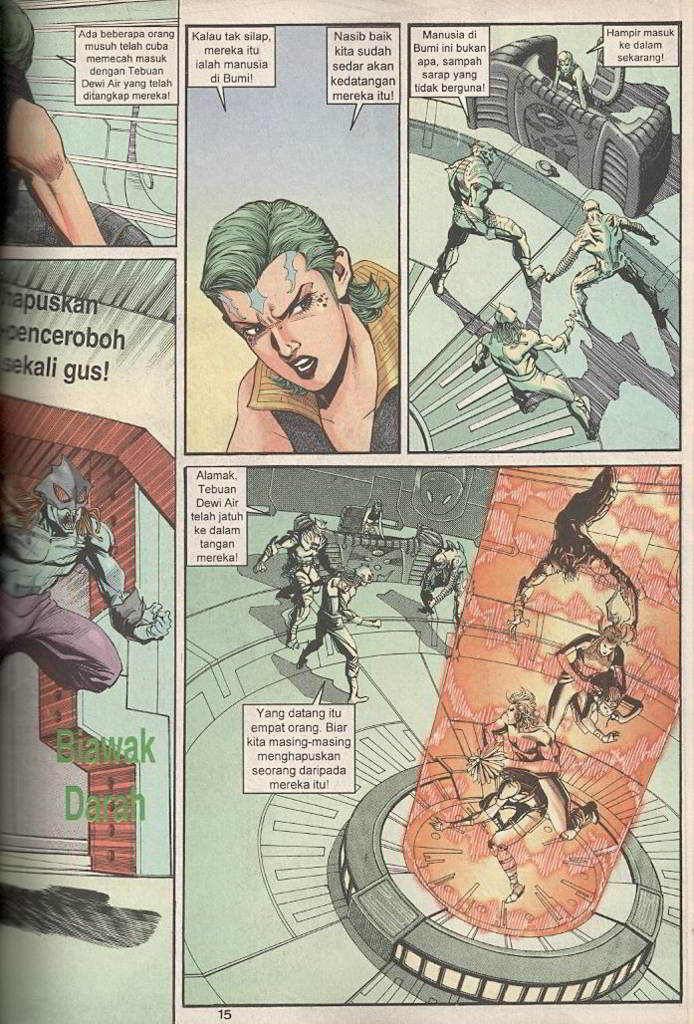 Ada beberapa orang
musuh telah cuba
memecah masuk
dengan Tebuan
Dewi Air yang telah
ditangkap mereka!
hapuskan
-penceroboh
sekali gus!
Biawak
Darah
Kalau tak silap,
mereka itu
ialah manusia
di Bumi!
Nasib baik
kita sudah
sedar akan
kedatangan
mereka itu!
Manusia di
Bumi ini bukan
apa, sampah
sarap yang
tidak berguna!
Hampir masuk
ke dalam
sekarang!
Alamak,
Tebuan
Dewi Air
telah jatuh
ke dalam
tangan
mereka!
Yang datang itu
empat orang. Biar
kita masing-masing
menghapuskan
seorang daripada
mereka itu!
15